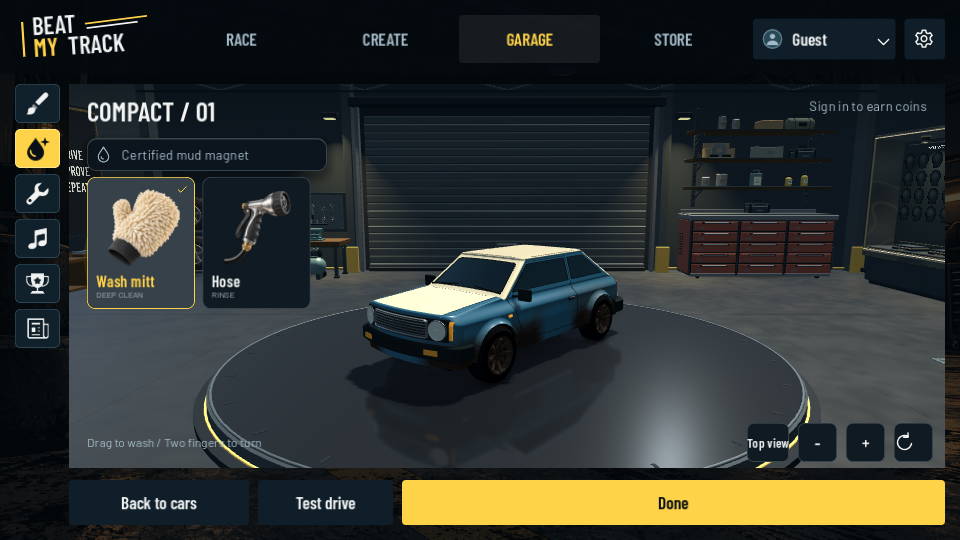 BEAT
MY TRACK
RACE
CREATE
GARAGE
STORE
Guest
COMPACT / 01
Sign in to earn coins
Certified mud magnet
Wash mitt
DEEP CLEAN
Hose
RINSE
Drag to wash / Two fingers to turn
Top view
-
+
Back to cars
Test drive
Done